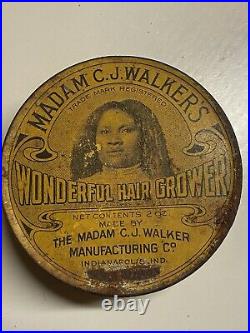 MADAM C.J. WALKER'S
TRADE MARK REGISTERED
WONDERFUL HAIR GROWER
NET CONTENTS 2 OZ.
MADE BY
THE MADAM C.J. WALKER
MANUFACTURING CO.
INDIANAPOLIS, IND.